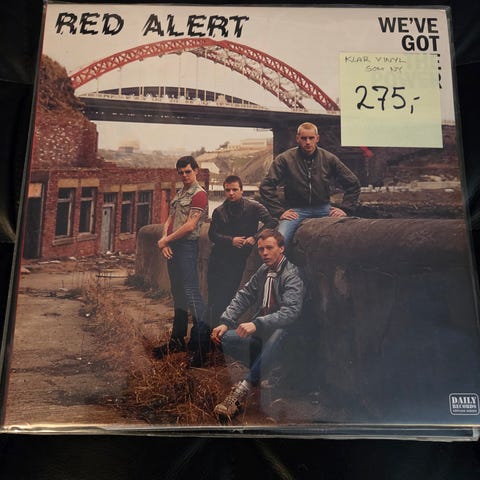 RED ALERT
WE'VE
GOT
KLAR VINYL
SOM NY
275,-
DAILY
RECORDS